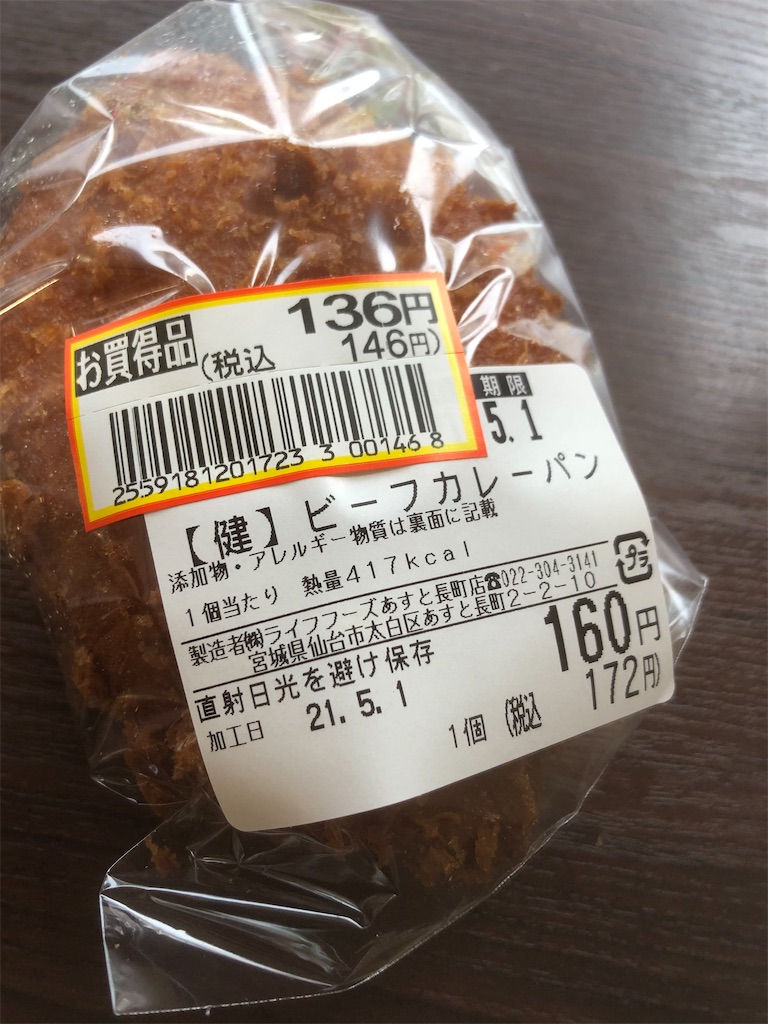 お買得品
136円
(税込 146円)
2559181201723 3 00146 8
期限
5.1
【健】ビーフカレーパン
添加物・アレルギー物質は裏面に記載
1個当たり 熱量417kcal
プラ
製造者㈱ライフフーズあすと長町店☎022-304-3141
宮城県仙台市太白区あすと長町2-2-10
直射日光を避け保存
160円
加工日 21.5.1
1個 (税込 172円)